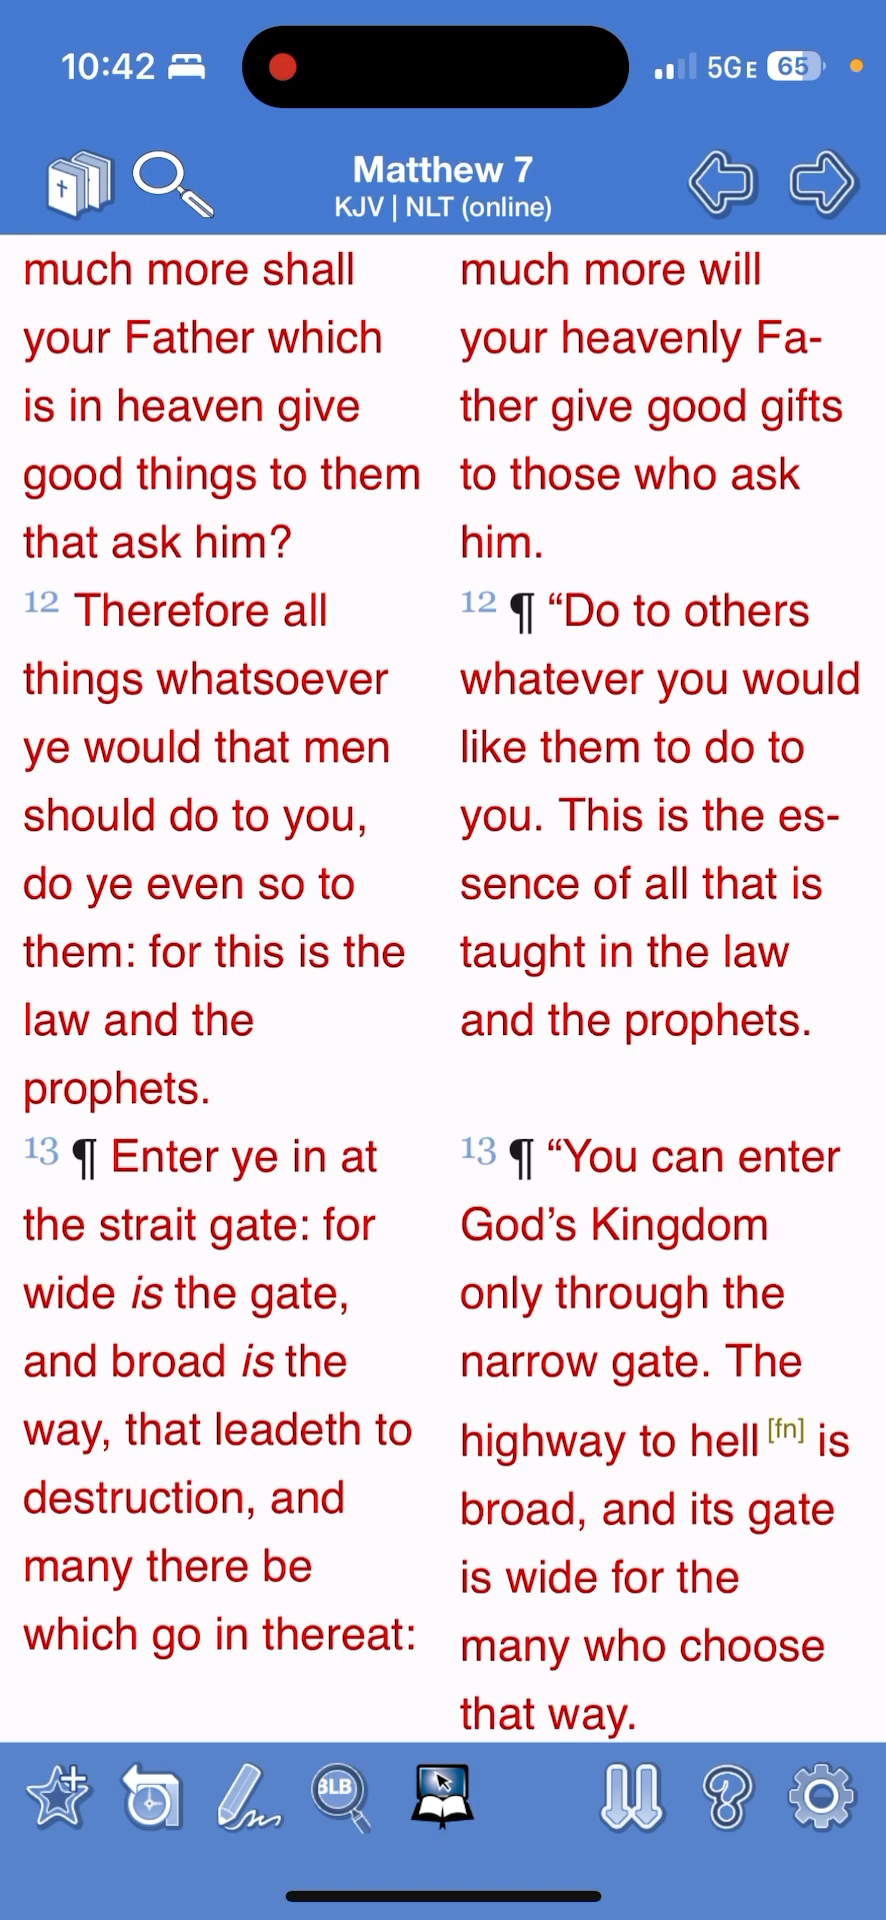 10:42
5GE 65
Matthew 7
KJV | NLT (online)
much more shall
your Father which
is in heaven give
good things to them
that ask him?
12 Therefore all
things whatsoever
ye would that men
should do to you,
do ye even so to
them: for this is the
law and the
prophets.
13 ¶ Enter ye in at
the strait gate: for
wide is the gate,
and broad is the
way, that leadeth to
destruction, and
many there be
which go in thereat:
much more will
your heavenly Fa-
ther give good gifts
to those who ask
him.
12 ¶ “Do to others
whatever you would
like them to do to
you. This is the es-
sence of all that is
taught in the law
and the prophets.
13 ¶ “You can enter
God’s Kingdom
only through the
narrow gate. The
highway to hell [fn] is
broad, and its gate
is wide for the
many who choose
that way.
BLB